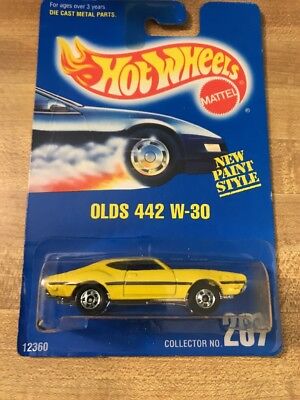 For ages over 3 years
DIE CAST METAL PARTS.
HOT WHEELS
MATTEL
NEW
PAINT
STYLE
OLDS 442 W-30
12360
COLLECTOR NO. 267